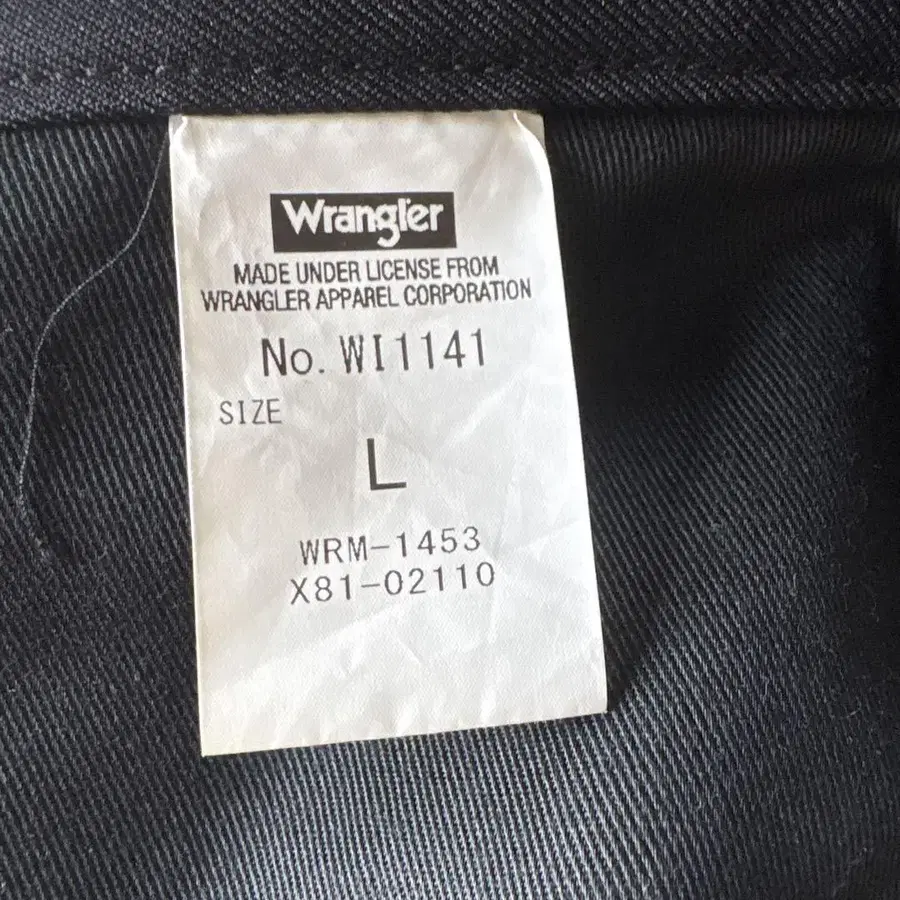 Wrangler
MADE UNDER LICENSE FROM
WRANGLER APPAREL CORPORATION
No. WI1141
SIZE
L
WRM-1453
X81-02110